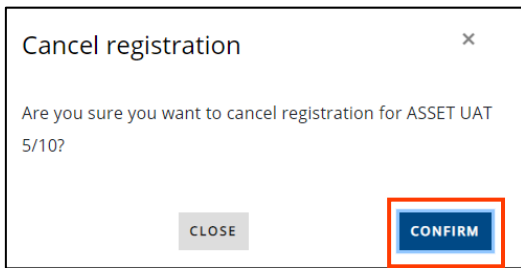 Cancel registration ×
Are you sure you want to cancel registration for ASSET UAT
5/10?
CLOSE CONFIRM